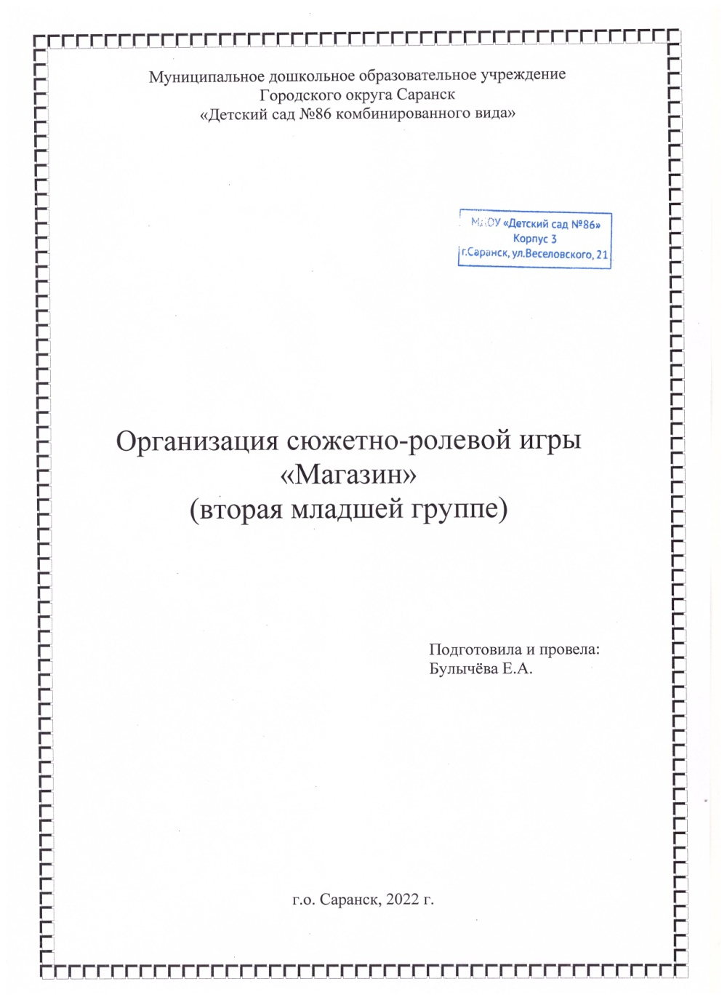 Муниципальное дошкольное образовательное учреждение
Городского округа Саранск
«Детский сад №86 комбинированного вида»
«Детский сад №86»
Корпус 3
г.Саранск, ул.Веселовского, 21
Организация сюжетно-ролевой игры
«Магазин»
(вторая младшей группе)
Подготовила и провела:
Булычёва Е.А.
г.о. Саранск, 2022 г.